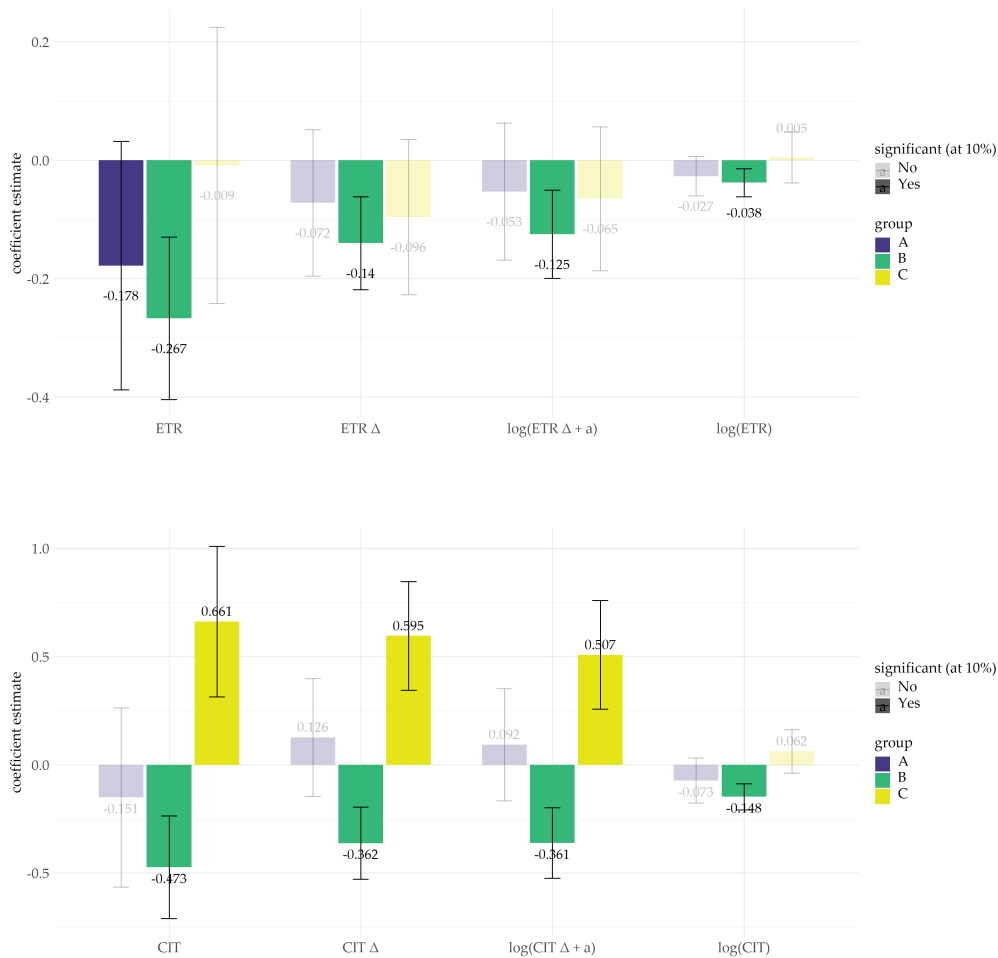 0.2
0.0
-0.2
-0.4
coefficient estimate
-0.178
-0.267
-0.009
-0.072
-0.14
-0.096
-0.053
-0.125
-0.065
-0.027
-0.038
0.005
ETR
ETR Δ
log(ETR Δ + a)
log(ETR)
significant (at 10%)
a No
a Yes
group
A
B
C
1.0
0.5
0.0
-0.5
coefficient estimate
-0.151
-0.473
0.661
0.126
-0.362
0.595
0.092
-0.361
0.507
-0.073
-0.148
0.062
CIT
CIT Δ
log(CIT Δ + a)
log(CIT)
significant (at 10%)
a No
a Yes
group
A
B
C